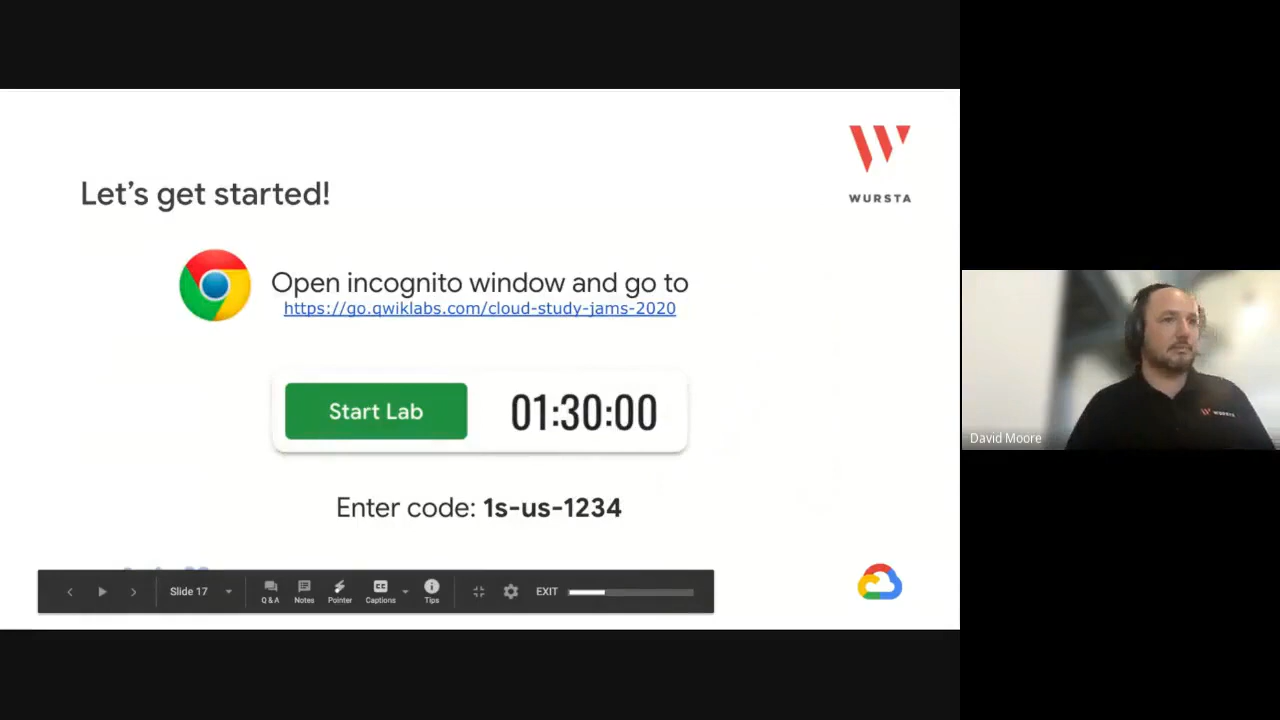 WURSTA
Let's get started!
Open incognito window and go to
https://go.qwiklabs.com/cloud-study-jams-2020
Start Lab
01:30:00
Enter code: 1s-us-1234
Slide 17
Q & A
Notes
Pointer
Captions
Tips
EXIT
David Moore
WURSTA